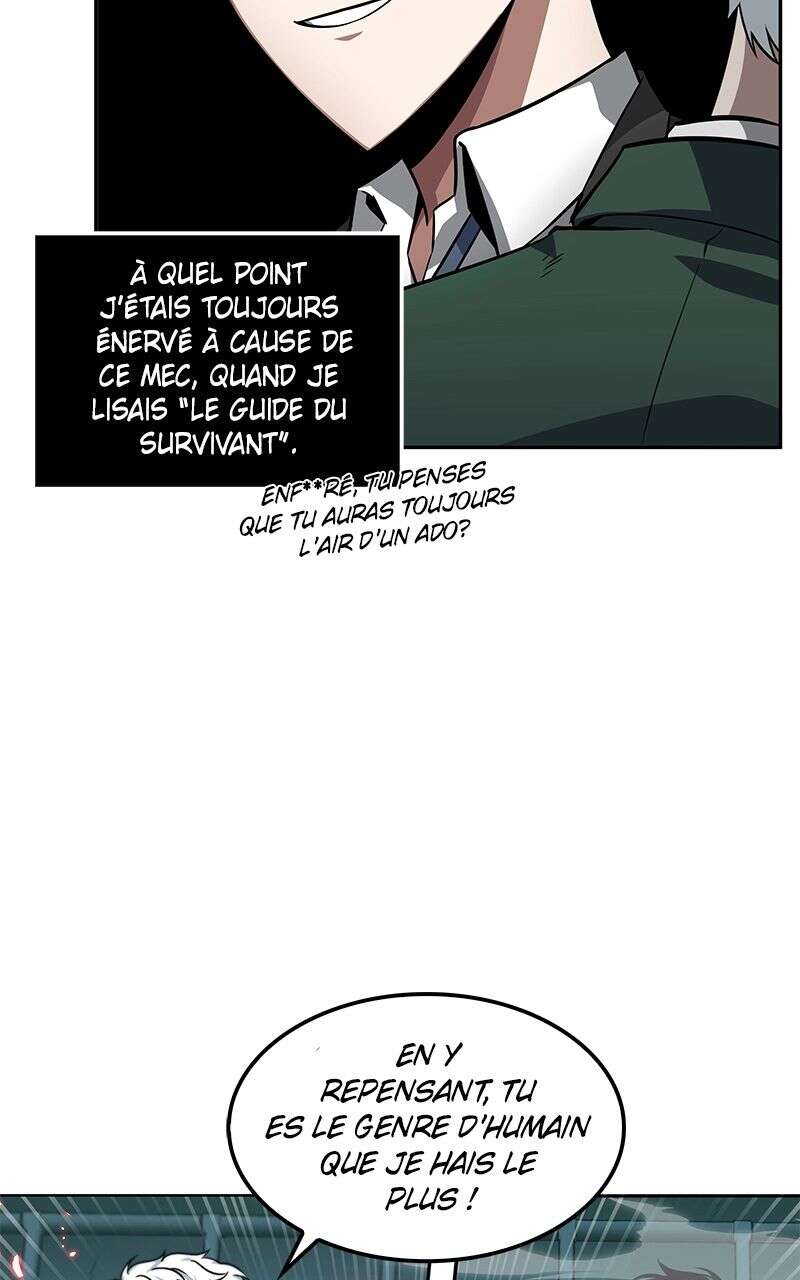 À QUEL POINT
J'ÉTAIS TOUJOURS
ÉNERVÉ À CAUSE DE
CE MEC, QUAND JE
LISAIS "LE GUIDE DU
SURVIVANT".
ENF**RÉ, TU PENSES
QUE TU AURAS TOUJOURS
L'AIR D'UN ADO?
EN Y
REPENSANT, TU
ES LE GENRE D'HUMAIN
QUE JE HAIS LE
PLUS !